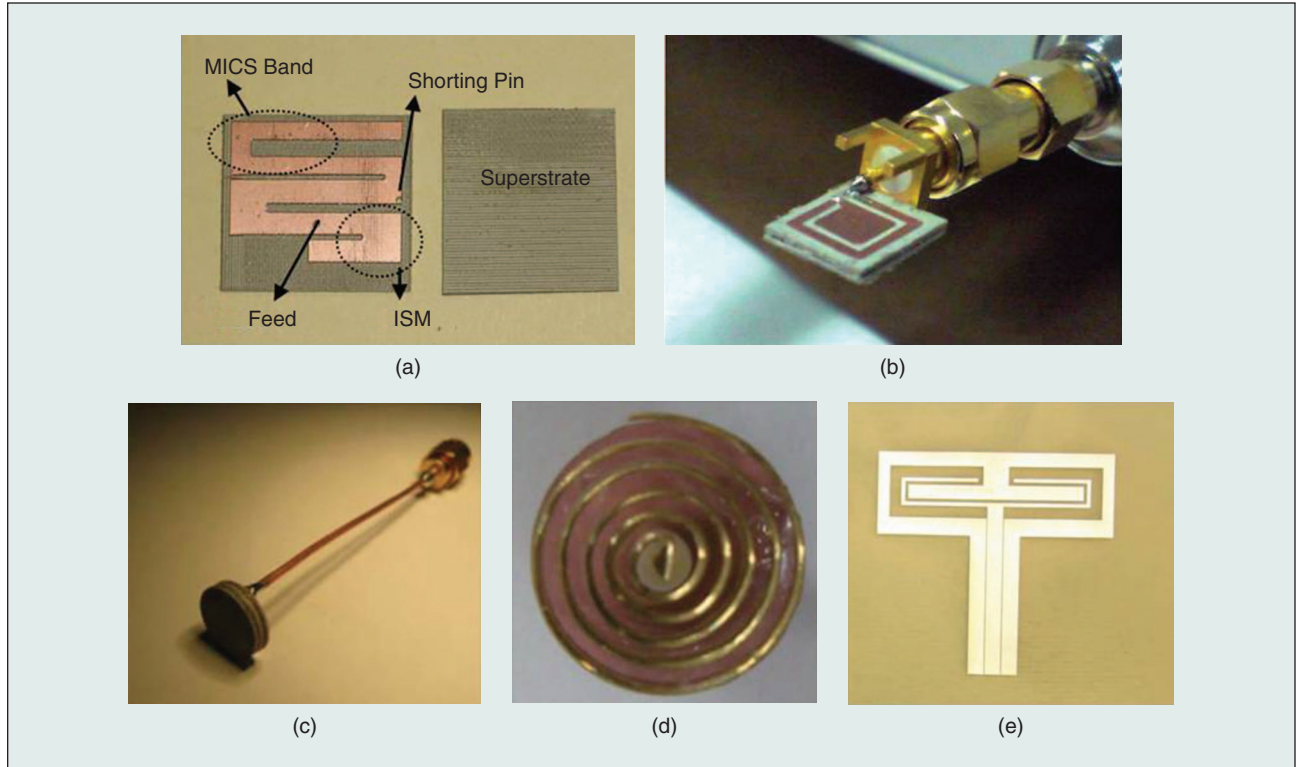 MICS Band
Shorting Pin
Superstrate
Feed
ISM
(a)
(b)
(c)
(d)
(e)